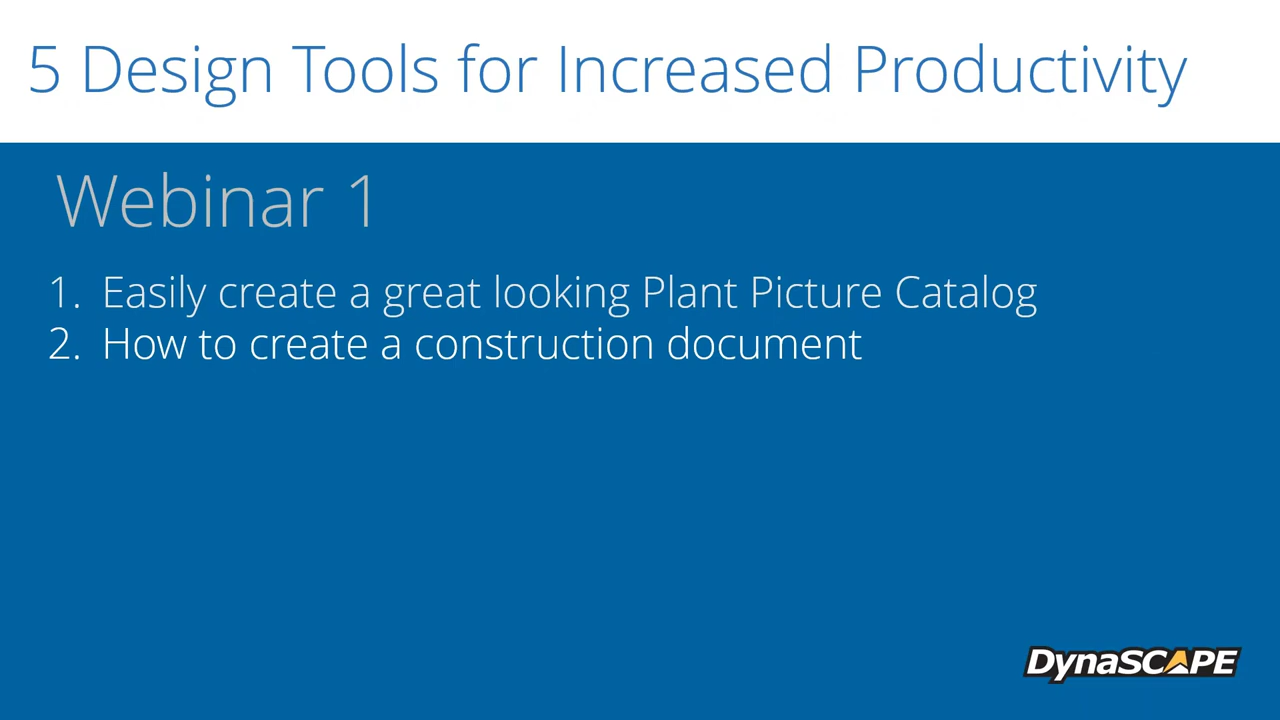 5 Design Tools for Increased Productivity
Webinar 1
1. Easily create a great looking Plant Picture Catalog
2. How to create a construction document
DynaSCAPE